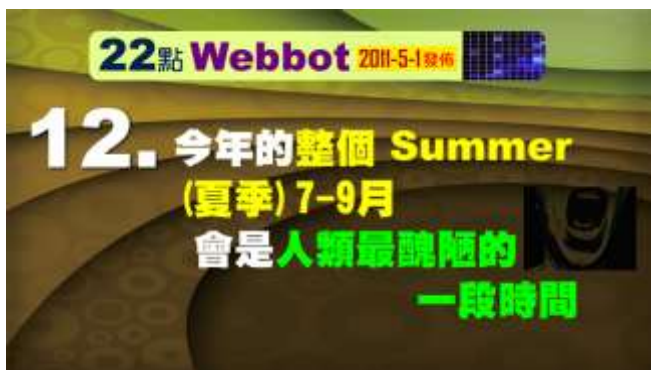 22點 Webbot 2011-5-1發佈
12. 今年的整個 Summer
(夏季) 7-9月
會是人類最醜陋的
一段時間